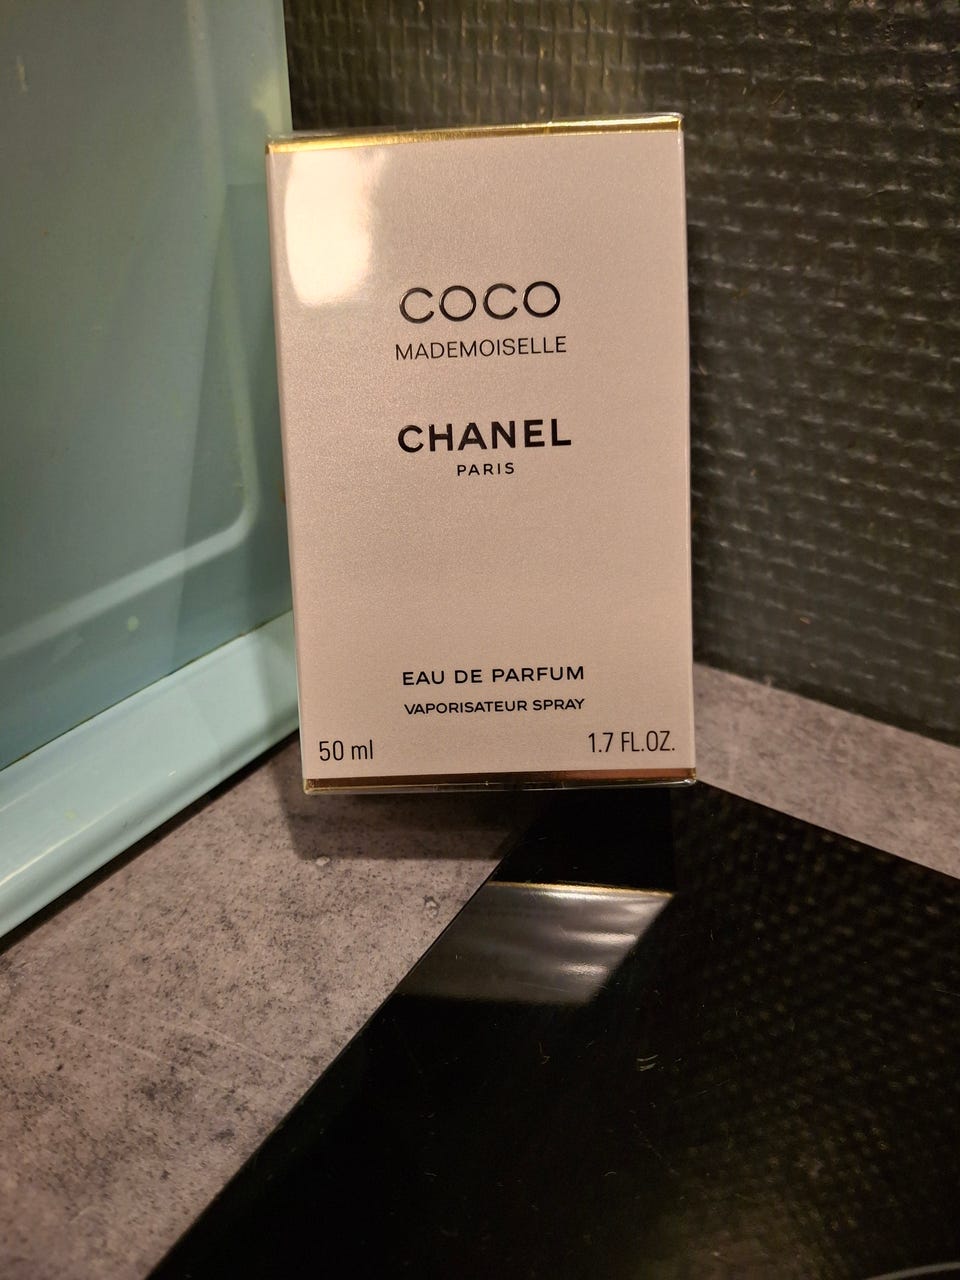 COCO
MADEMOISELLE
CHANEL
PARIS
EAU DE PARFUM
VAPORISATEUR SPRAY
50 ml 1.7 FL.OZ.